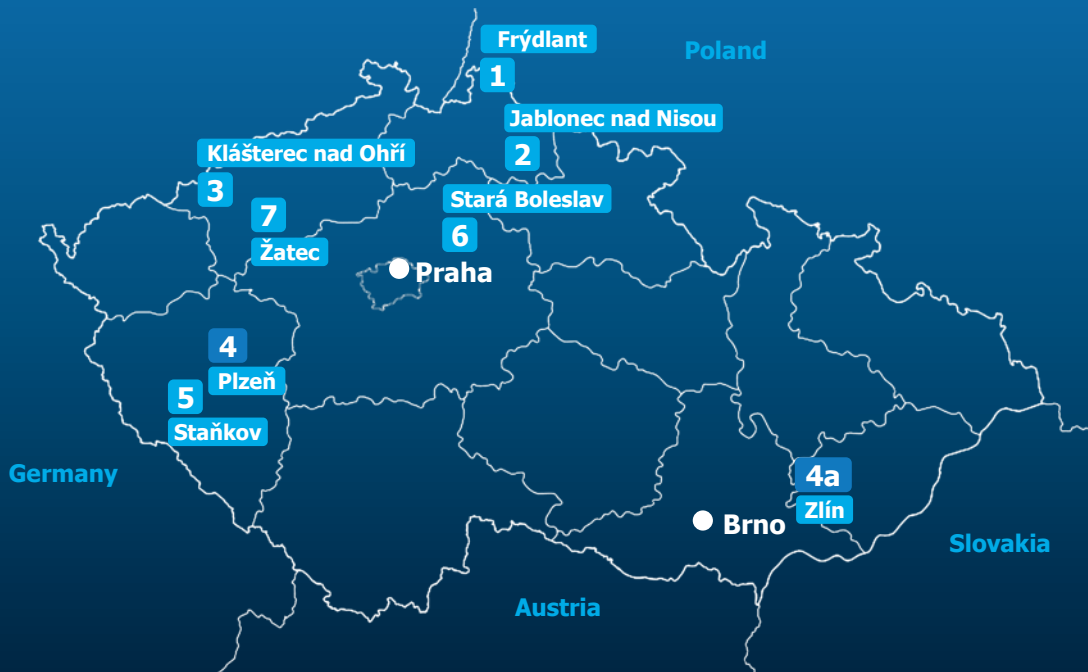 Frýdlant
1
Poland
Jablonec nad Nisou
2
Klášterec nad Ohří
3
7
Žatec
Stará Boleslav
6
Praha
4
Plzeň
5
Staňkov
Germany
4a
Zlín
Brno
Slovakia
Austria